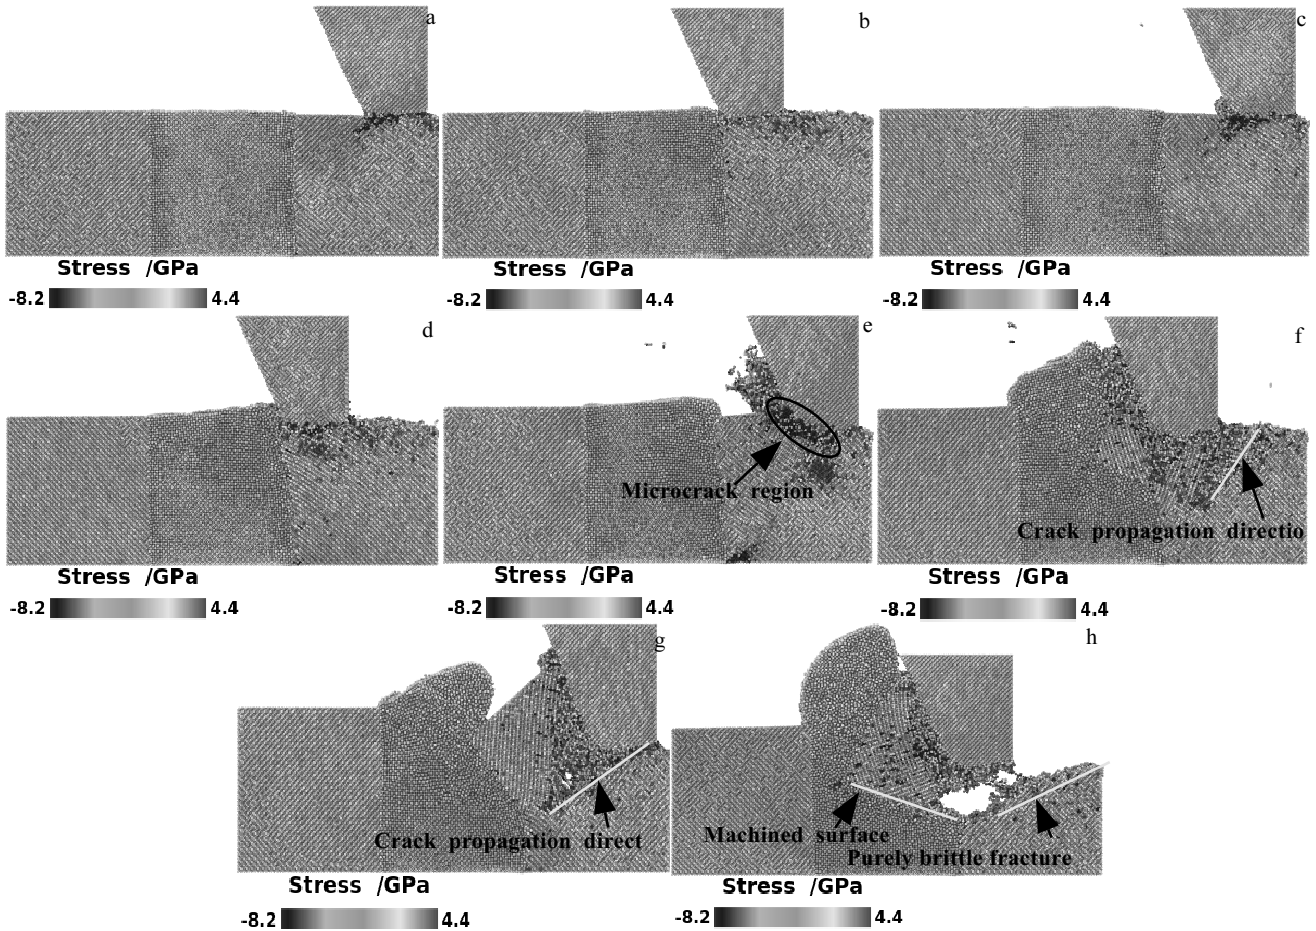 a
b
c
Stress /GPa
-8.2 4.4
Stress /GPa
-8.2 4.4
Stress /GPa
-8.2 4.4
d
e
f
Microcrack region
Crack propagation directio
Stress /GPa
-8.2 4.4
Stress /GPa
-8.2 4.4
Stress /GPa
-8.2 4.4
g
h
Crack propagation direct
Machined surface
Purely brittle fracture
Stress /GPa
-8.2 4.4
Stress /GPa
-8.2 4.4